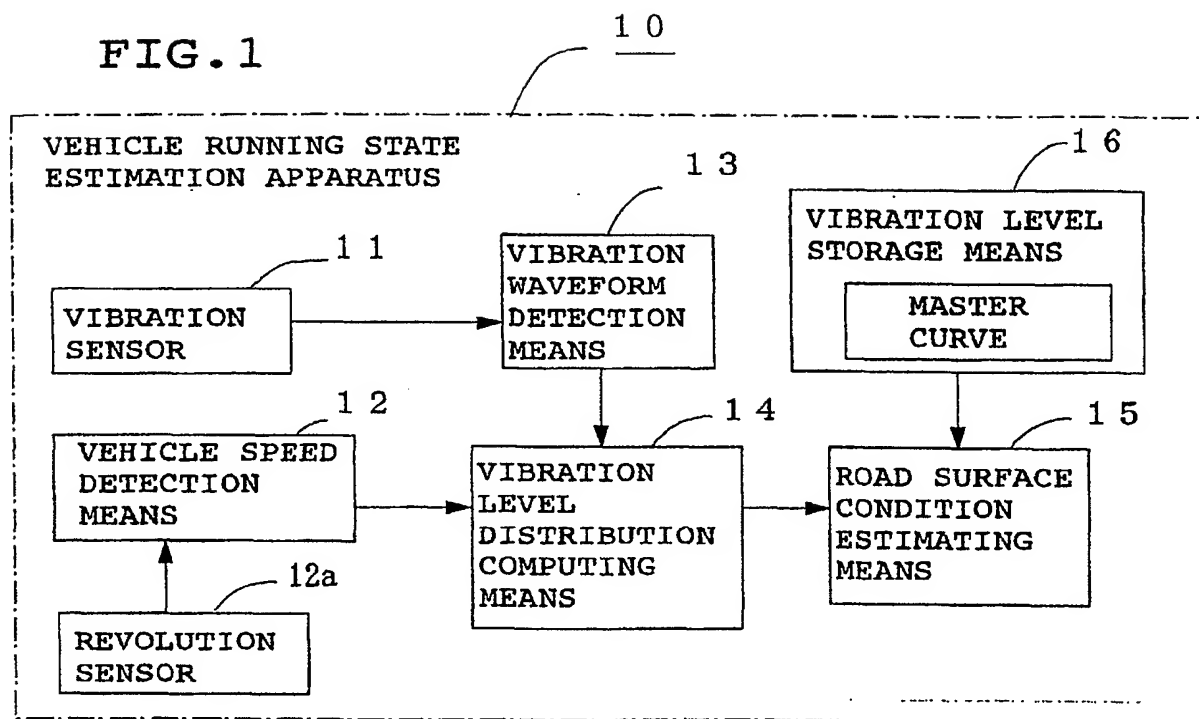 FIG.1
10
VEHICLE RUNNING STATE
ESTIMATION APPARATUS
11
VIBRATION
SENSOR
13
VIBRATION
WAVEFORM
DETECTION
MEANS
16
VIBRATION LEVEL
STORAGE MEANS
MASTER
CURVE
12
VEHICLE SPEED
DETECTION
MEANS
14
VIBRATION
LEVEL
DISTRIBUTION
COMPUTING
MEANS
15
ROAD SURFACE
CONDITION
ESTIMATING
MEANS
12a
REVOLUTION
SENSOR